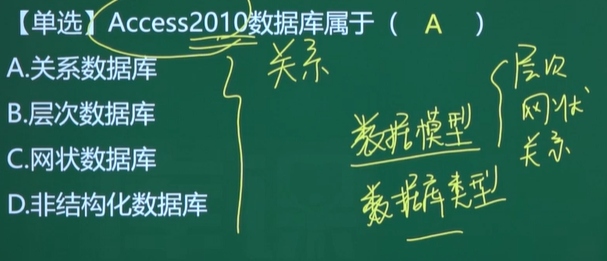 【单选】Access2010数据库属于（ A ）
A.关系数据库
B.层次数据库
C.网状数据库
D.非结构化数据库
关系
数据模型
层次
网状
关系
数据库类型